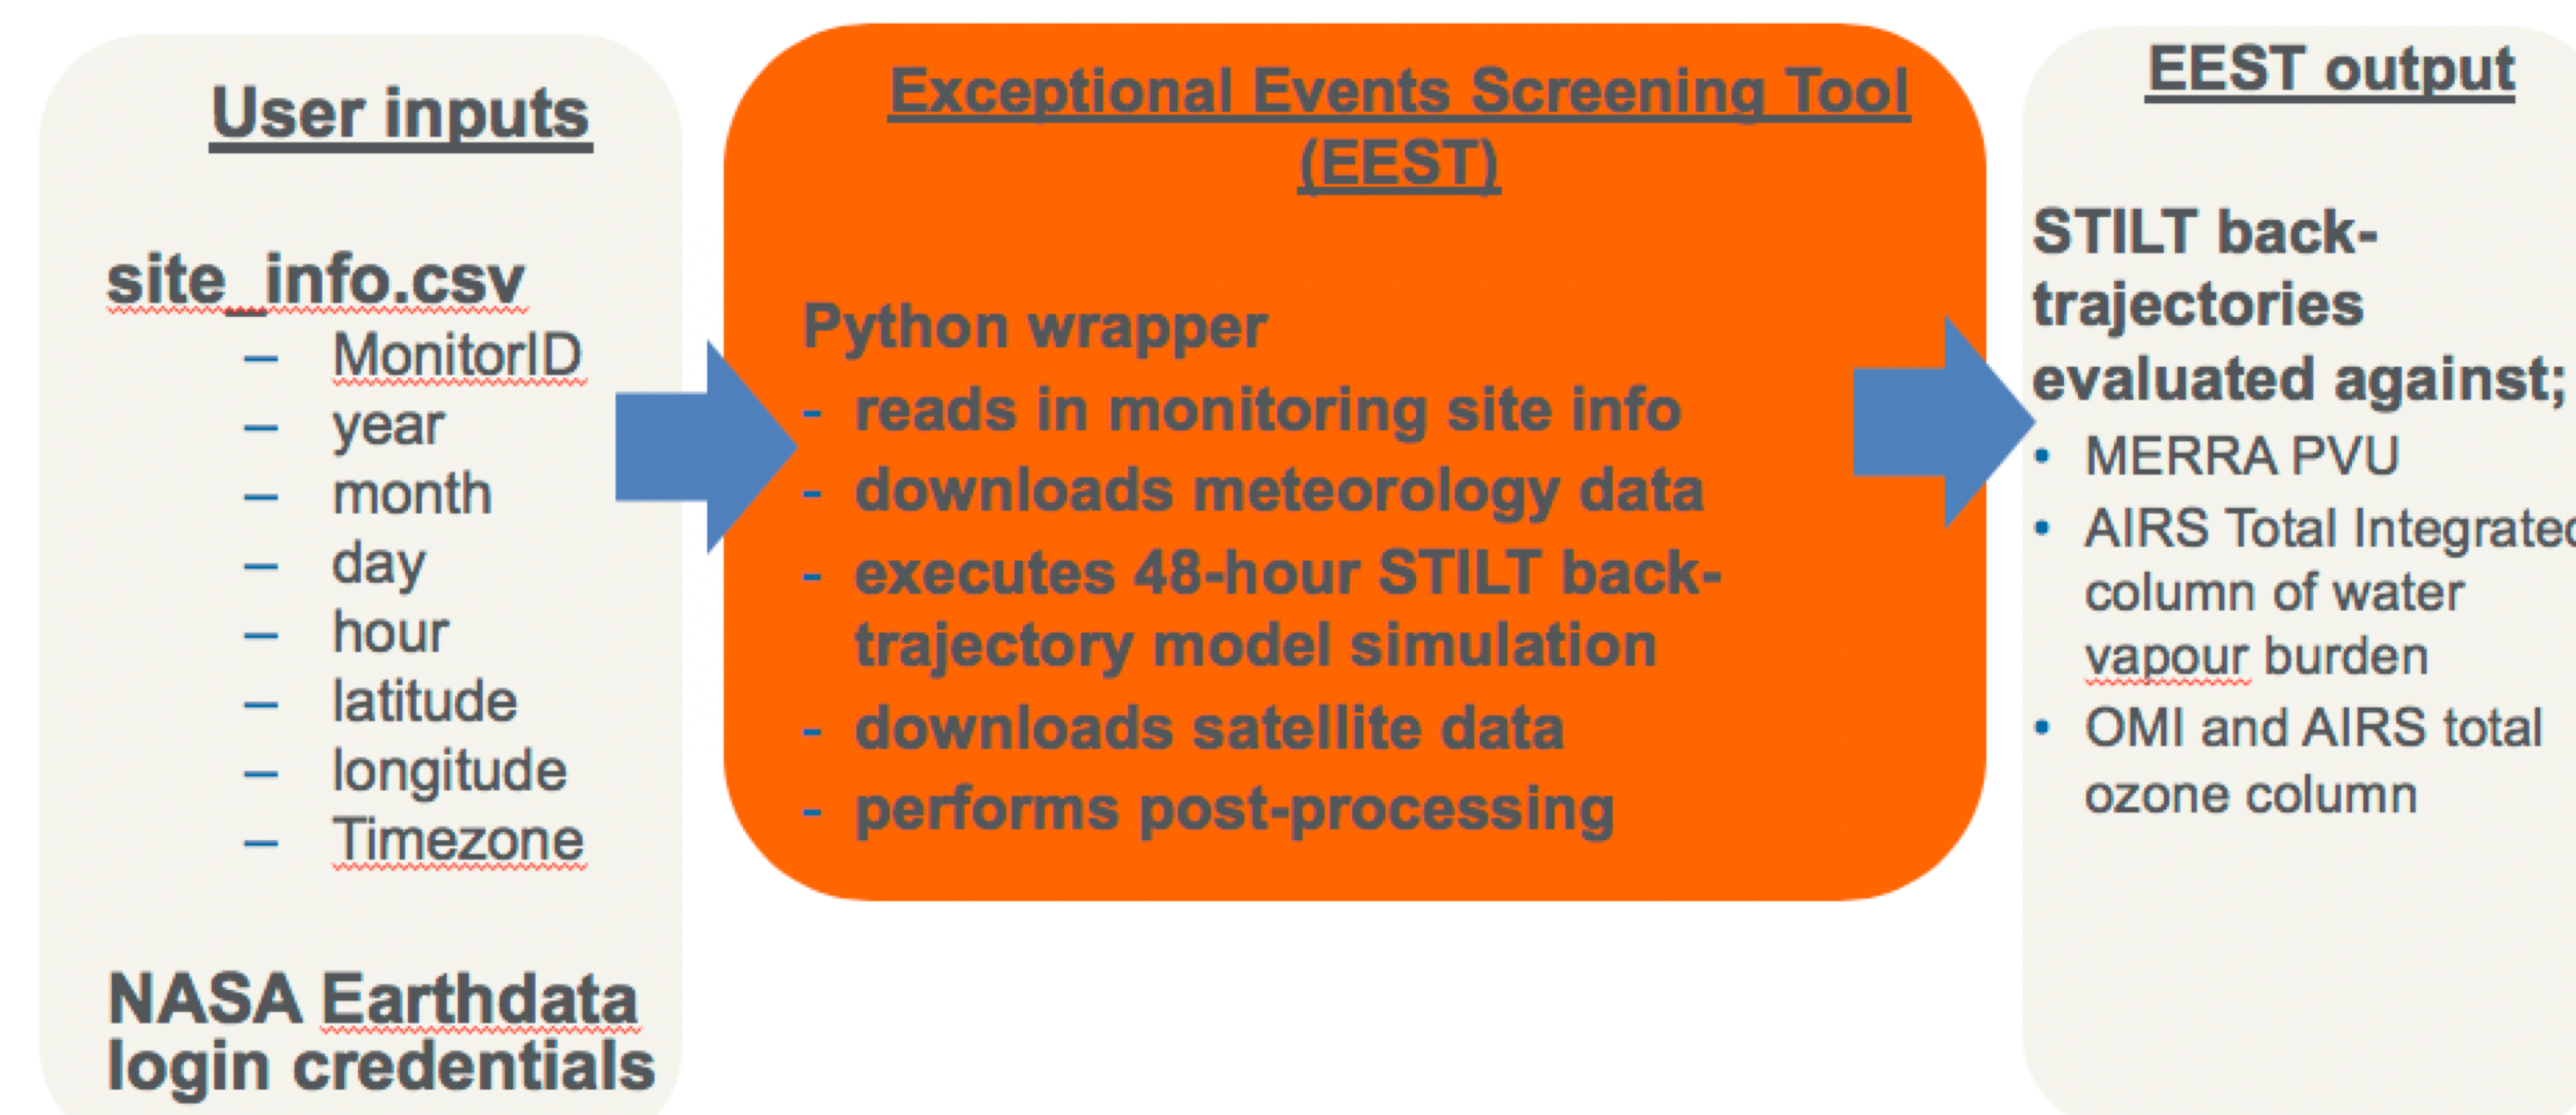 User inputs
site_info.csv
– MonitorID
– year
– month
– day
– hour
– latitude
– longitude
– Timezone
NASA Earthdata
login credentials
Exceptional Events Screening Tool
(EEST)
Python wrapper
- reads in monitoring site info
- downloads meteorology data
- executes 48-hour STILT back-
trajectory model simulation
- downloads satellite data
- performs post-processing
EEST output
STILT back-
trajectories
evaluated against;
• MERRA PVU
• AIRS Total Integrated
column of water
vapour burden
• OMI and AIRS total
ozone column